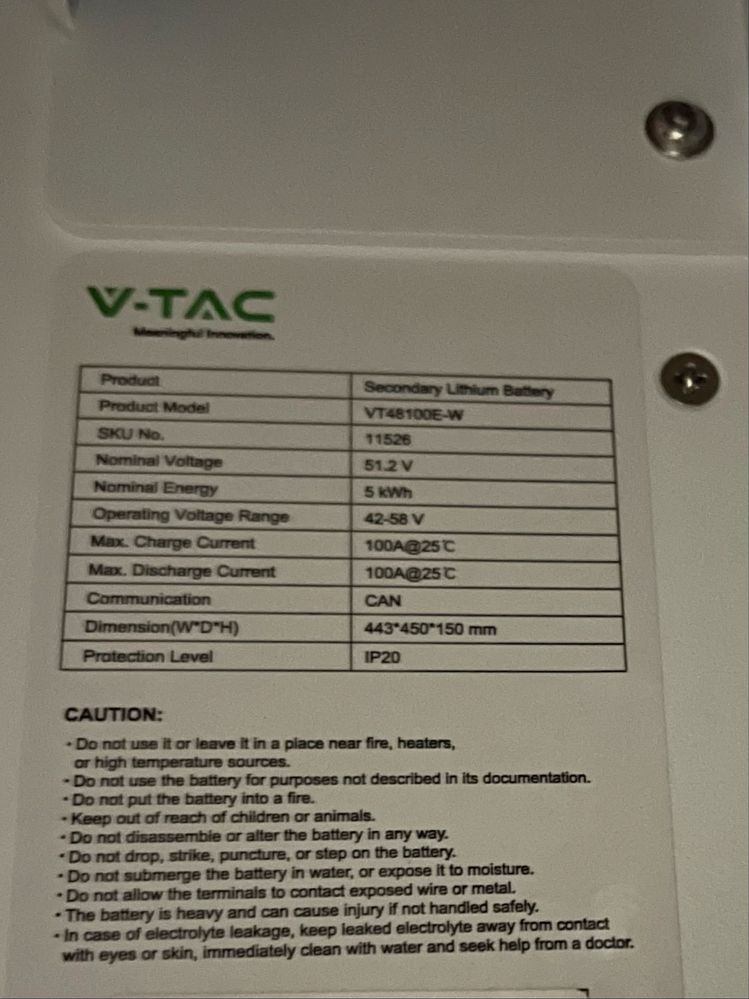 V-TAC
Meaningful Innovation.
Product Secondary Lithium Battery
Product Model VT48100E-W
SKU No. 11526
Nominal Voltage 51.2 V
Nominal Energy 5 kWh
Operating Voltage Range 42-58 V
Max. Charge Current 100A@25℃
Max. Discharge Current 100A@25℃
Communication CAN
Dimension(W*D*H) 443*450*150 mm
Protection Level IP20
CAUTION:
· Do not use it or leave it in a place near fire, heaters,
or high temperature sources.
· Do not use the battery for purposes not described in its documentation.
· Do not put the battery into a fire.
· Keep out of reach of children or animals.
· Do not disassemble or alter the battery in any way.
· Do not drop, strike, puncture, or step on the battery.
· Do not submerge the battery in water, or expose it to moisture.
· Do not allow the terminals to contact exposed wire or metal.
· The battery is heavy and can cause injury if not handled safely.
· In case of electrolyte leakage, keep leaked electrolyte away from contact
with eyes or skin, immediately clean with water and seek help from a doctor.